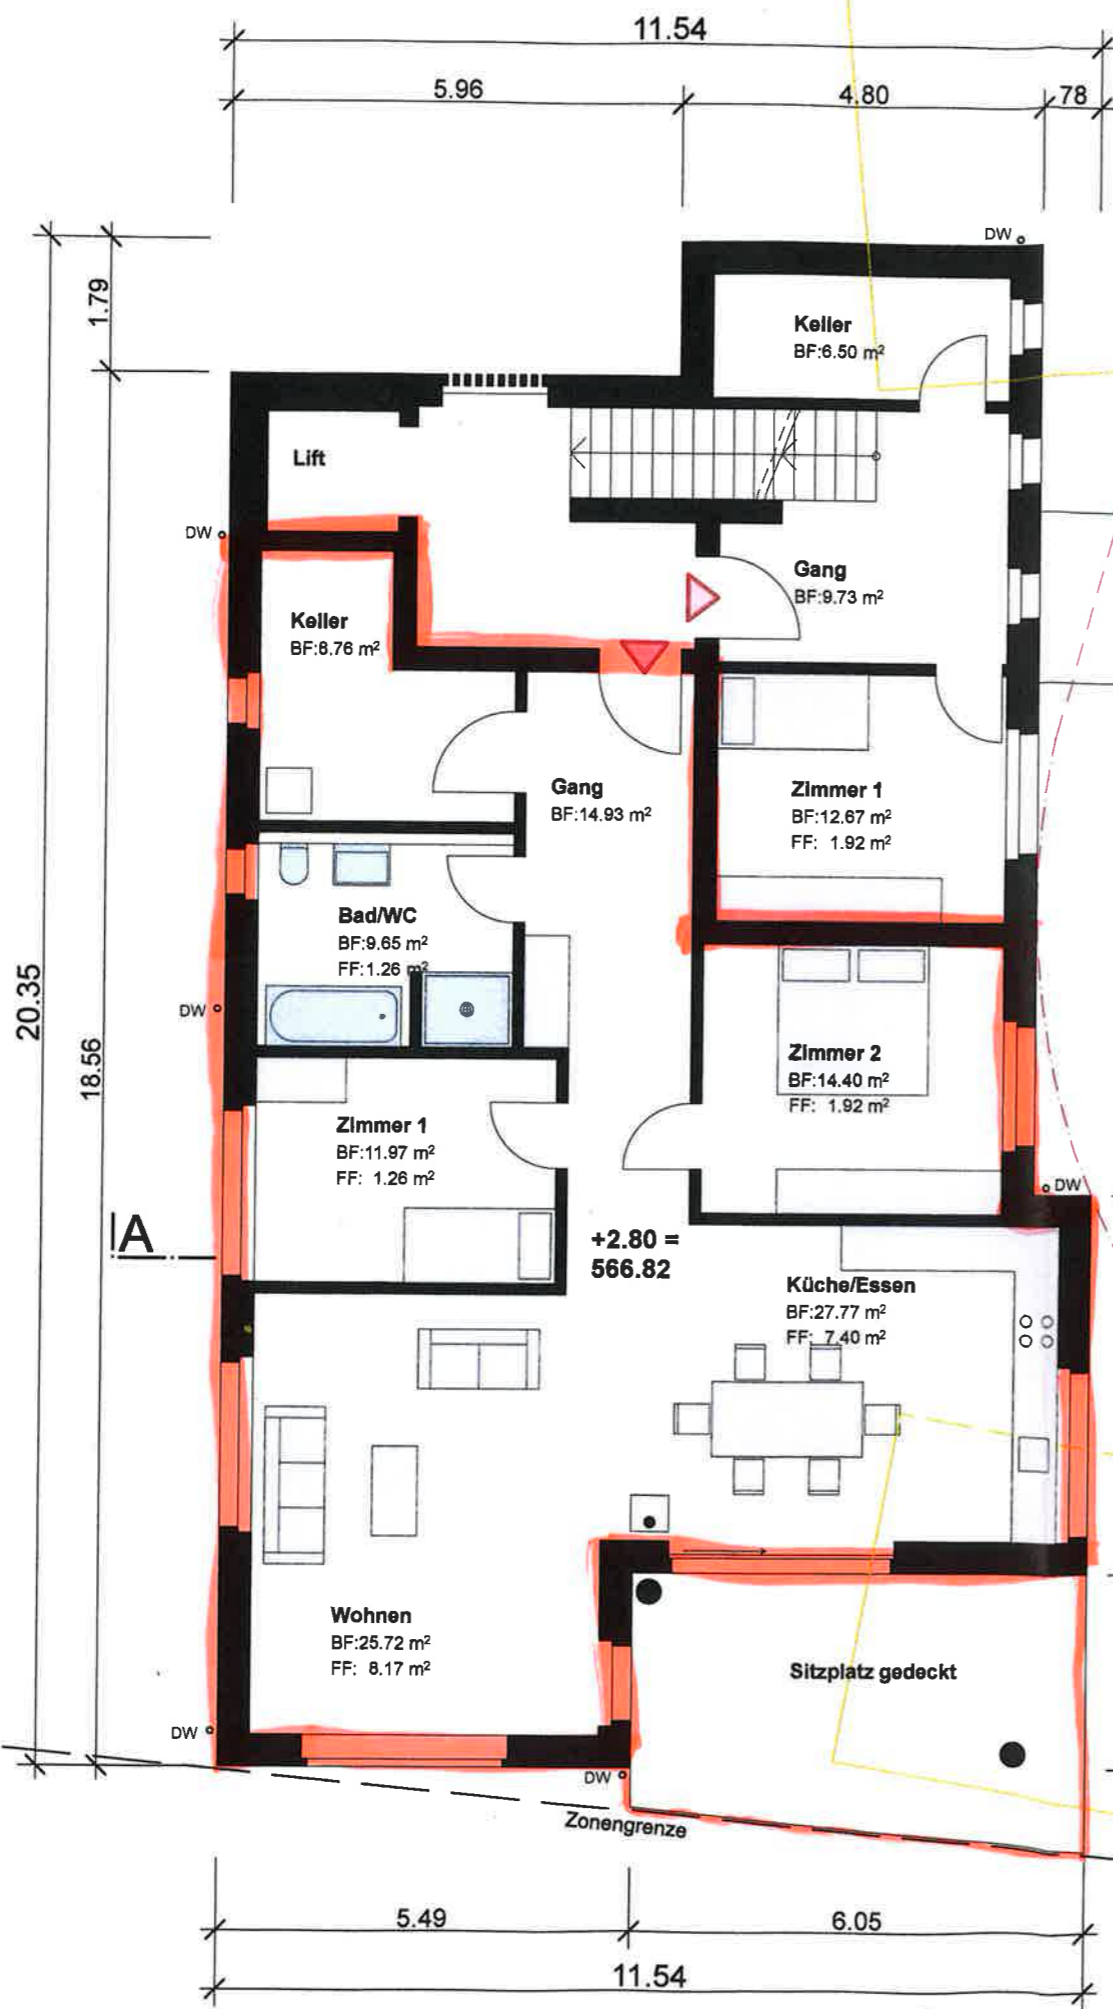 11.54
5.96
4.80
78
DW
1.79
Keller
BF:6.50 m²
Lift
DW
Gang
BF:9.73 m²
Keller
BF:8.76 m²
Gang
BF:14.93 m²
Zimmer 1
BF:12.67 m²
FF: 1.92 m²
Bad/WC
BF:9.65 m²
FF:1.26 m²
20.35
DW
18.56
Zimmer 2
BF:14.40 m²
FF: 1.92 m²
Zimmer 1
BF:11.97 m²
FF: 1.26 m²
DW
A
+2.80 =
566.82
Küche/Essen
BF:27.77 m²
FF: 7.40 m²
Wohnen
BF:25.72 m²
FF: 8.17 m²
Sitzplatz gedeckt
DW
DW
Zonengrenze
5.49
6.05
11.54